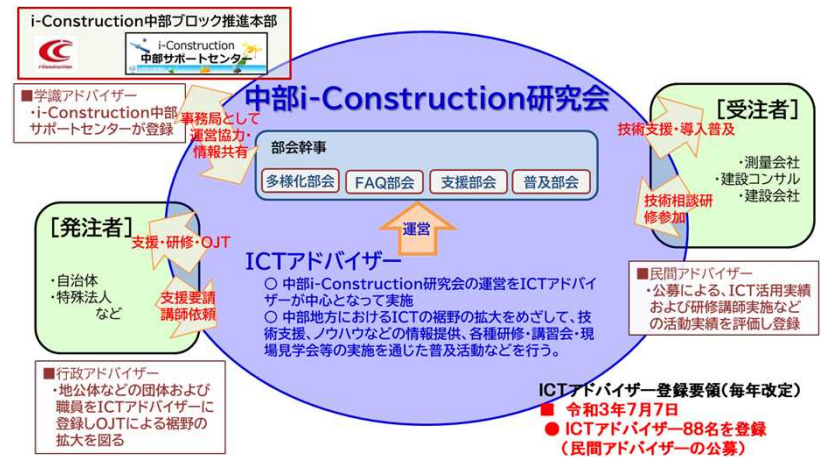 i-Construction中部ブロック推進本部
i-Construction
i-Construction
中部サポートセンター
■学識アドバイザー
・i-Construction中部
サポートセンターが登録
事務局として
運営協力・
情報共有
中部i-Construction研究会
部会幹事
多様化部会
FAQ部会
支援部会
普及部会
運営
[受注者]
・測量会社
・建設コンサル
・建設会社
技術支援・導入普及
技術相談研
修参加
[発注者]
・自治体
・特殊法人
など
支援・研修・OJT
支援要請
講師依頼
ICTアドバイザー
○ 中部i-Construction研究会の運営をICTアドバイ
ザーが中心となって実施
○ 中部地方におけるICTの裾野の拡大をめざして、技
術支援、ノウハウなどの情報提供、各種研修・講習会・現
場見学会等の実施を通じた普及活動などを行う。
■民間アドバイザー
・公募による、ICT活用実績
および研修講師実施など
の活動実績を評価し登録
■行政アドバイザー
・地公体などの団体および
職員をICTアドバイザーに
登録しOJTによる裾野の
拡大を図る
ICTアドバイザー登録要領(毎年改定)
■ 令和3年7月7日
● ICTアドバイザー88名を登録
(民間アドバイザーの公募)